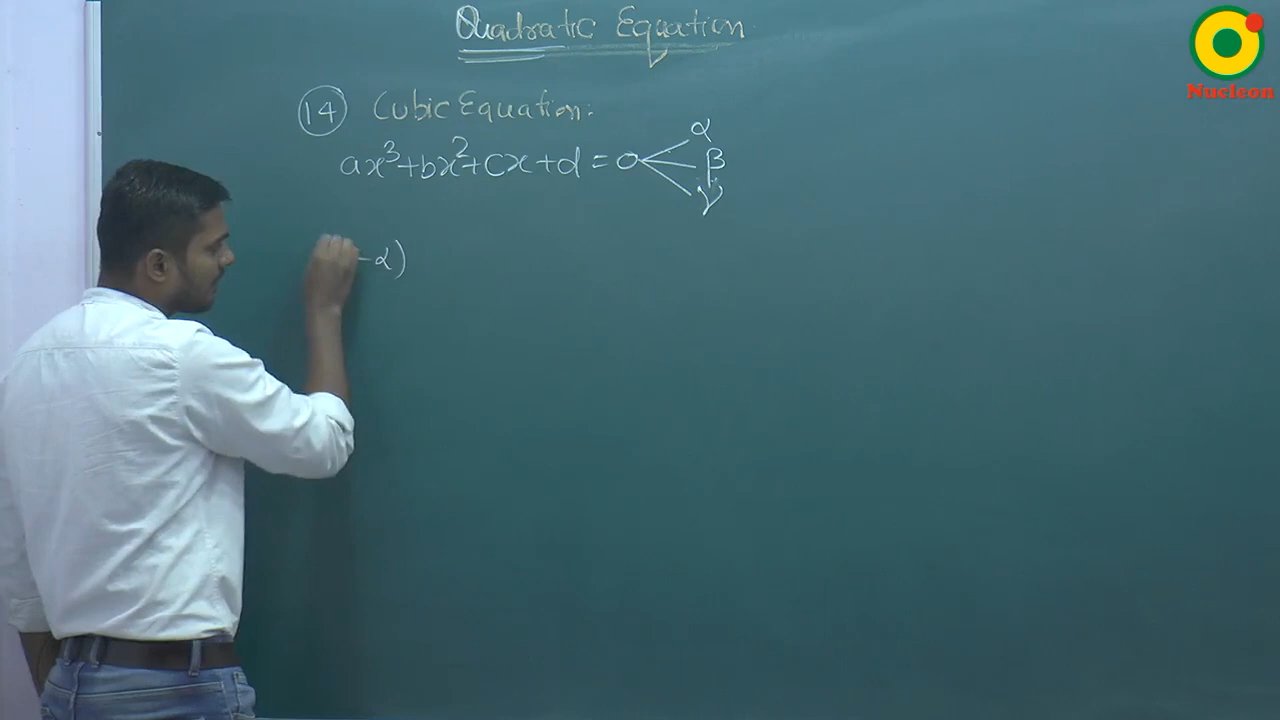 Quadratic Equation
Nucleon
14 Cubic Equation:
ax³+bx²+cx+d=0
α
β
γ
-α)